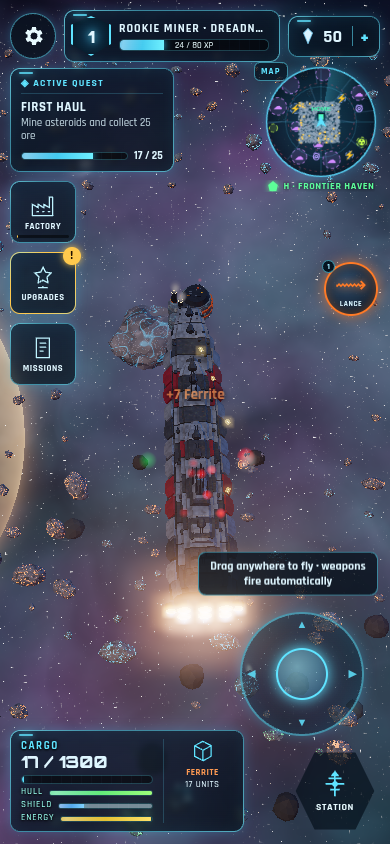 1
ROOKIE MINER · DREADN...
24 / 80 XP
50
+
ACTIVE QUEST
FIRST HAUL
Mine asteroids and collect 25
ore
17 / 25
MAP
H · FRONTIER HAVEN
FACTORY
!
UPGRADES
MISSIONS
1
LANCE
+7 Ferrite
Drag anywhere to fly · weapons
fire automatically
CARGO
17 / 1300
HULL
SHIELD
ENERGY
FERRITE
17 UNITS
STATION